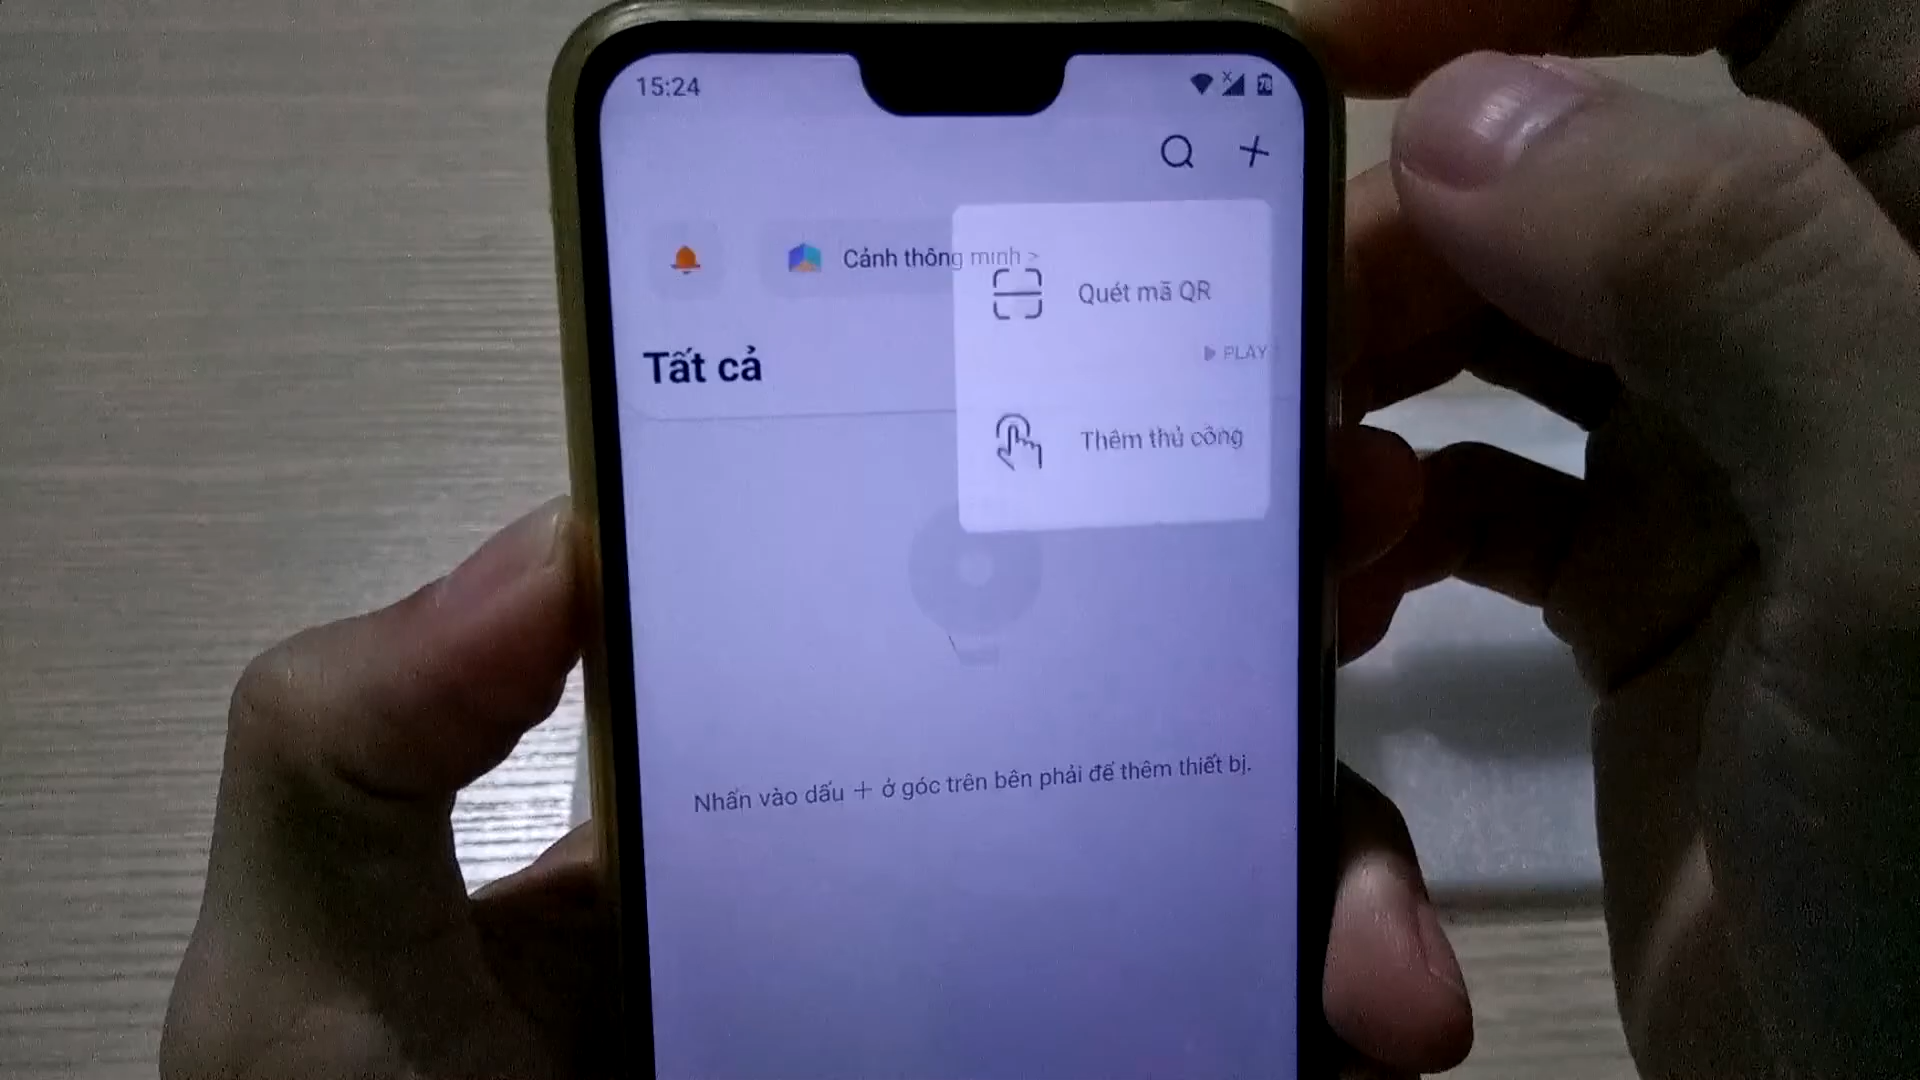 15:24
78
Cảnh thông minh >
Quét mã QR
PLAY
Tất cả
Thêm thủ công
Nhấn vào dấu + ở góc trên bên phải để thêm thiết bị.